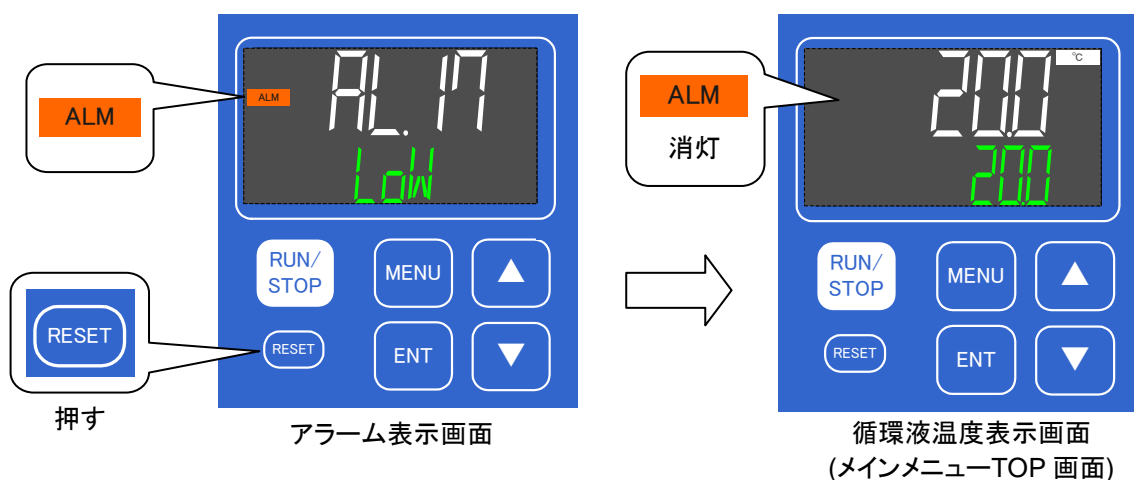 ALM
ALM
AL.17
LoW
RUN/
STOP
MENU
RESET
ENT
RESET
押す
アラーム表示画面
ALM
消灯
℃
20.0
20.0
RUN/
STOP
MENU
RESET
ENT
循環液温度表示画面
(メインメニューTOP 画面)